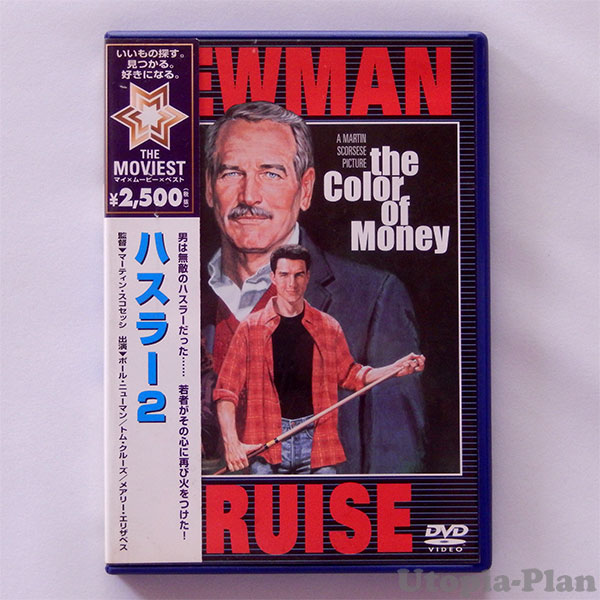 いいもの探す。
見つかる。
好きになる。
THE
MOVIEST
マイ×ムービー×ベスト
¥2,500(税抜)
ハスラー2
男は無敵のハスラーだった…… 若者がその心に再び火をつけた!
監督▼マーティン・スコセッシ 出演▼ポール・ニューマン/トム・クルーズ/メアリー・エリザベス
EWMAN
A MARTIN
SCORSESE
PICTURE
the
Color
of
Money
RUISE
DVD
VIDEO
Utopia-Plan